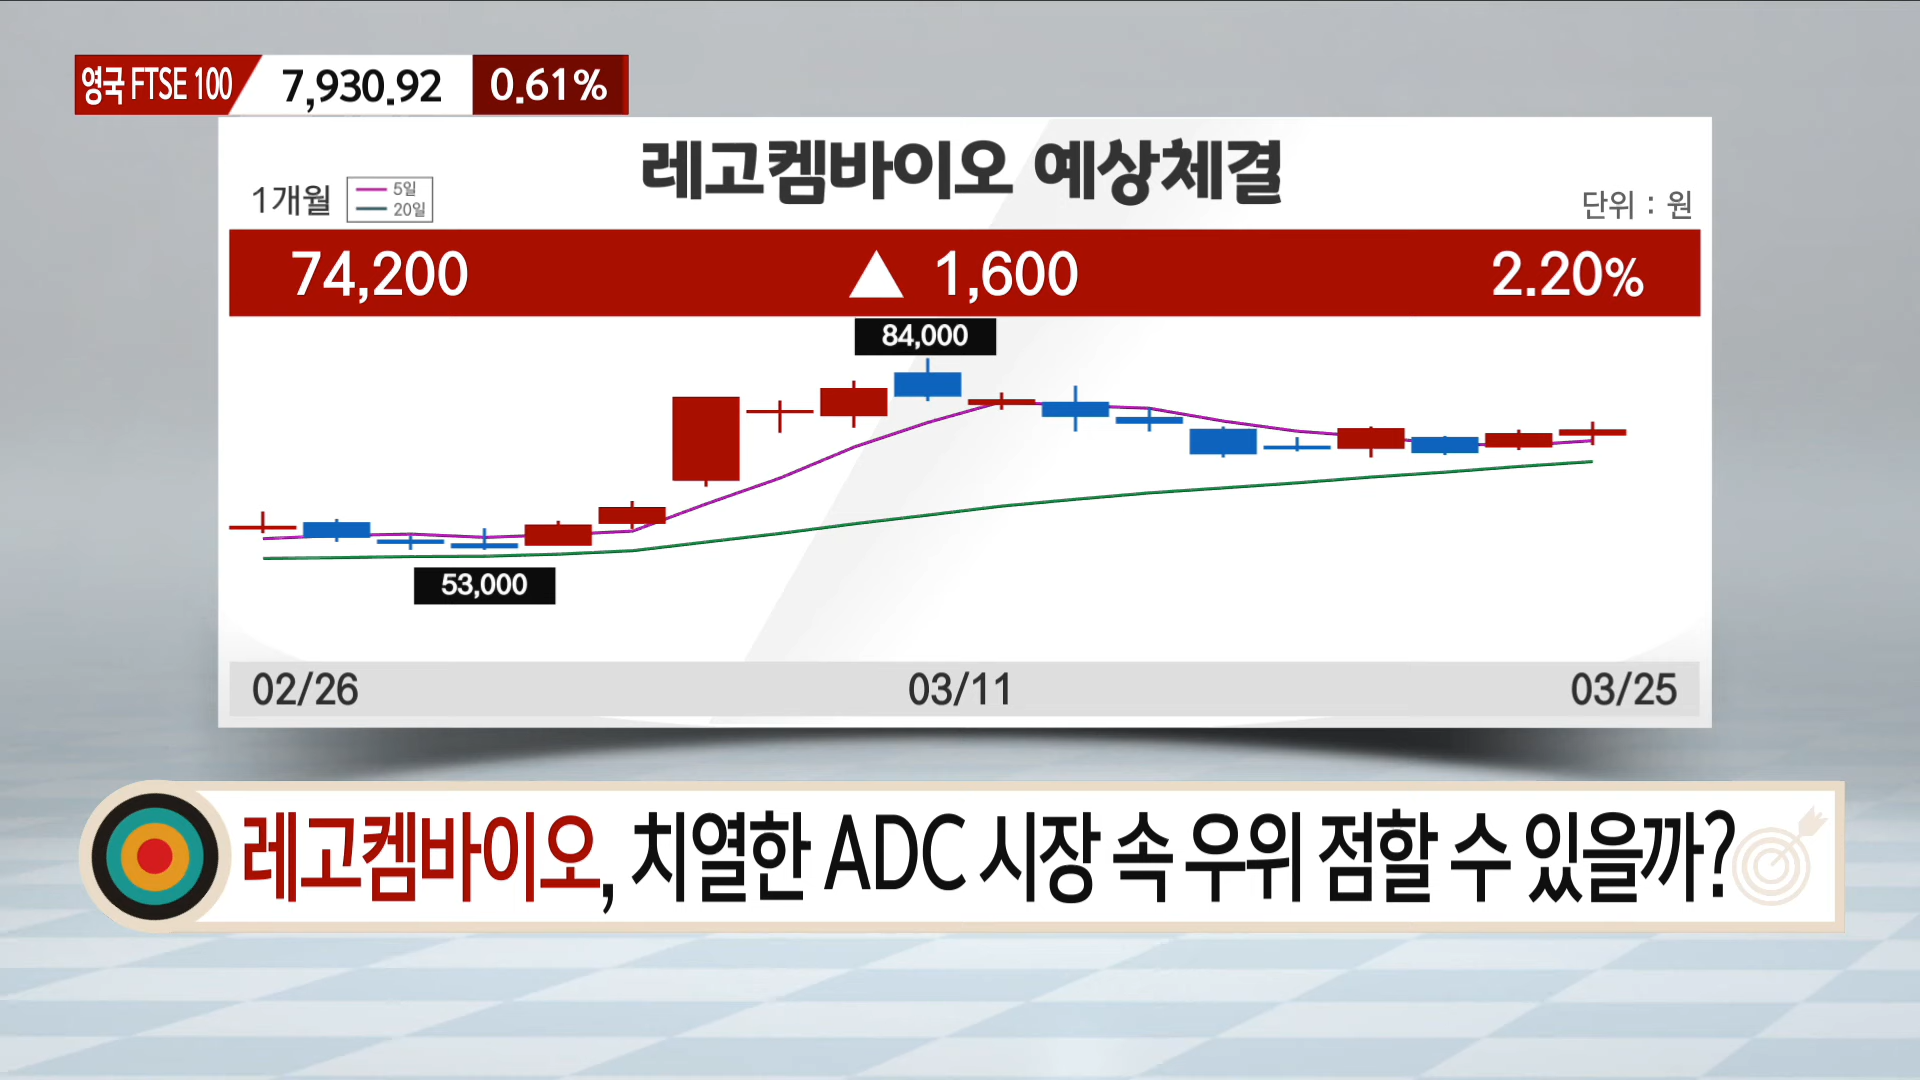 영국 FTSE 100 7,930.92 0.61%
레고켐바이오 예상체결
1개월 5일
20일
단위 : 원
74,200 ▲ 1,600 2.20%
84,000
53,000
02/26 03/11 03/25
레고켐바이오, 치열한 ADC 시장 속 우위 점할 수 있을까?